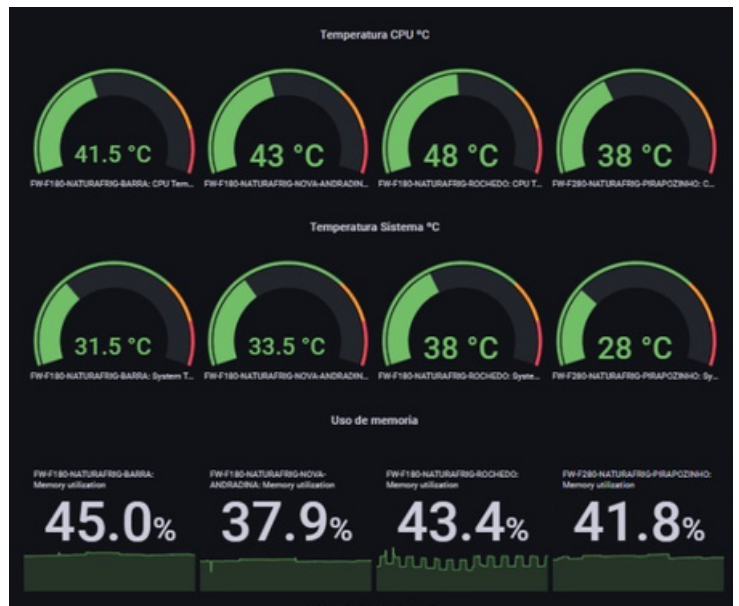 Temperatura CPU ºC
41.5 °C
43 °C
48 °C
38 °C
FW-F180-NATURAFRIG-BARRA: CPU Tem...
FW-F180-NATURAFRIG-NOVA-ANDRADIN...
FW-F180-NATURAFRIG-ROCHEDO: CPU T...
FW-F280-NATURAFRIG-PIRAPOZINHO: C...
Temperatura Sistema ºC
31.5 °C
33.5 °C
38 °C
28 °C
FW-F180-NATURAFRIG-BARRA: System T...
FW-F180-NATURAFRIG-NOVA-ANDRADIN...
FW-F180-NATURAFRIG-ROCHEDO: Syste...
FW-F280-NATURAFRIG-PIRAPOZINHO: Sy...
Uso de memoria
FW-F180-NATURAFRIG-BARRA:
Memory utilization
FW-F180-NATURAFRIG-NOVA-
ANDRADINA: Memory utilization
FW-F180-NATURAFRIG-ROCHEDO:
Memory utilization
FW-F280-NATURAFRIG-PIRAPOZINHO:
Memory utilization
45.0%
37.9%
43.4%
41.8%